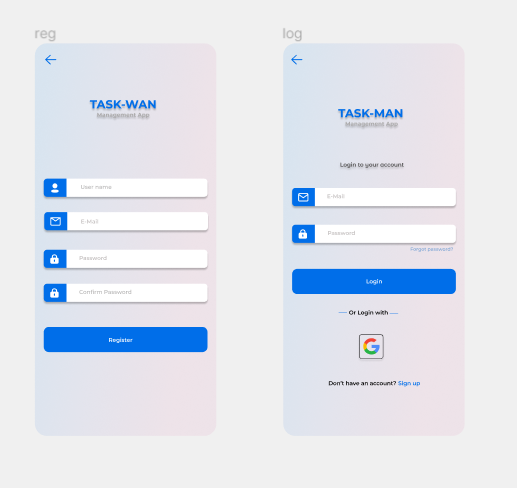 reg
TASK-WAN
Management App
User name
E-Mail
Password
Confirm Password
Register
log
TASK-MAN
Management App
Login to your account
E-Mail
Password
Forgot password?
Login
Or Login with
G
Don't have an account? Sign up